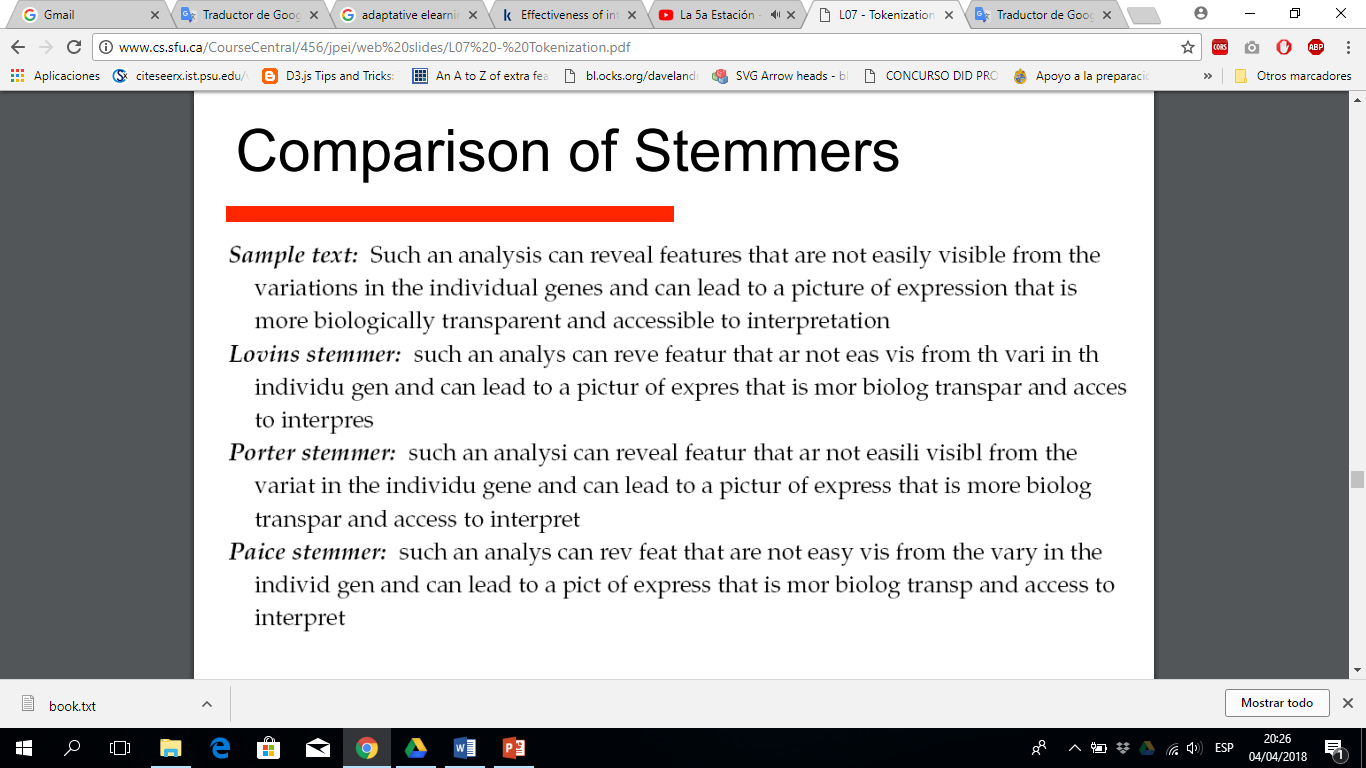 Gmail
Traductor de Goog
adaptative elearnin
Effectiveness of int
La 5a Estación -
L07 - Tokenization
Traductor de Goog
www.cs.sfu.ca/CourseCentral/456/jpei/web%20slides/L07%20-%20Tokenization.pdf
CORS
ABP
Aplicaciones
citeseerx.ist.psu.edu/
D3.js Tips and Tricks:
An A to Z of extra fea
bl.ocks.org/daveland
SVG Arrow heads - bl
CONCURSO DID PRO
Apoyo a la preparaci
»
Otros marcadores
Comparison of Stemmers
Sample text: Such an analysis can reveal features that are not easily visible from the
variations in the individual genes and can lead to a picture of expression that is
more biologically transparent and accessible to interpretation
Lovins stemmer: such an analys can reve featur that ar not eas vis from th vari in th
individu gen and can lead to a pictur of expres that is mor biolog transpar and acces
to interpres
Porter stemmer: such an analysi can reveal featur that ar not easili visibl from the
variat in the individu gene and can lead to a pictur of express that is more biolog
transpar and access to interpret
Paice stemmer: such an analys can rev feat that are not easy vis from the vary in the
individ gen and can lead to a pict of express that is mor biolog transp and access to
interpret
book.txt
Mostrar todo
ESP
20:26
04/04/2018
1